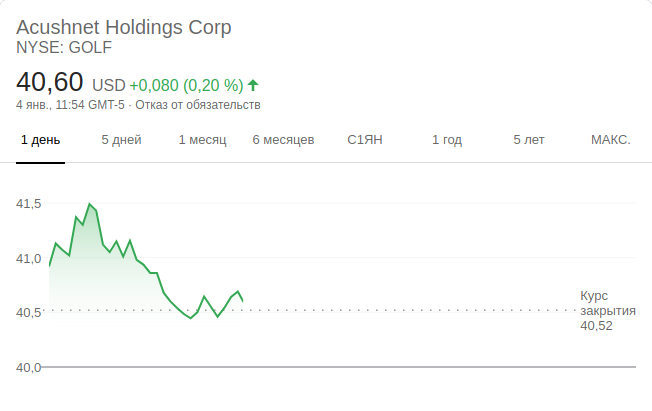 Acushnet Holdings Corp
NYSE: GOLF
40,60 USD +0,080 (0,20 %)
4 янв., 11:54 GMT-5 · Отказ от обязательств
1 день 5 дней 1 месяц 6 месяцев С1ЯН 1 год 5 лет МАКС.
41,5
41,0
40,5
40,0
Курс
закрытия
40,52